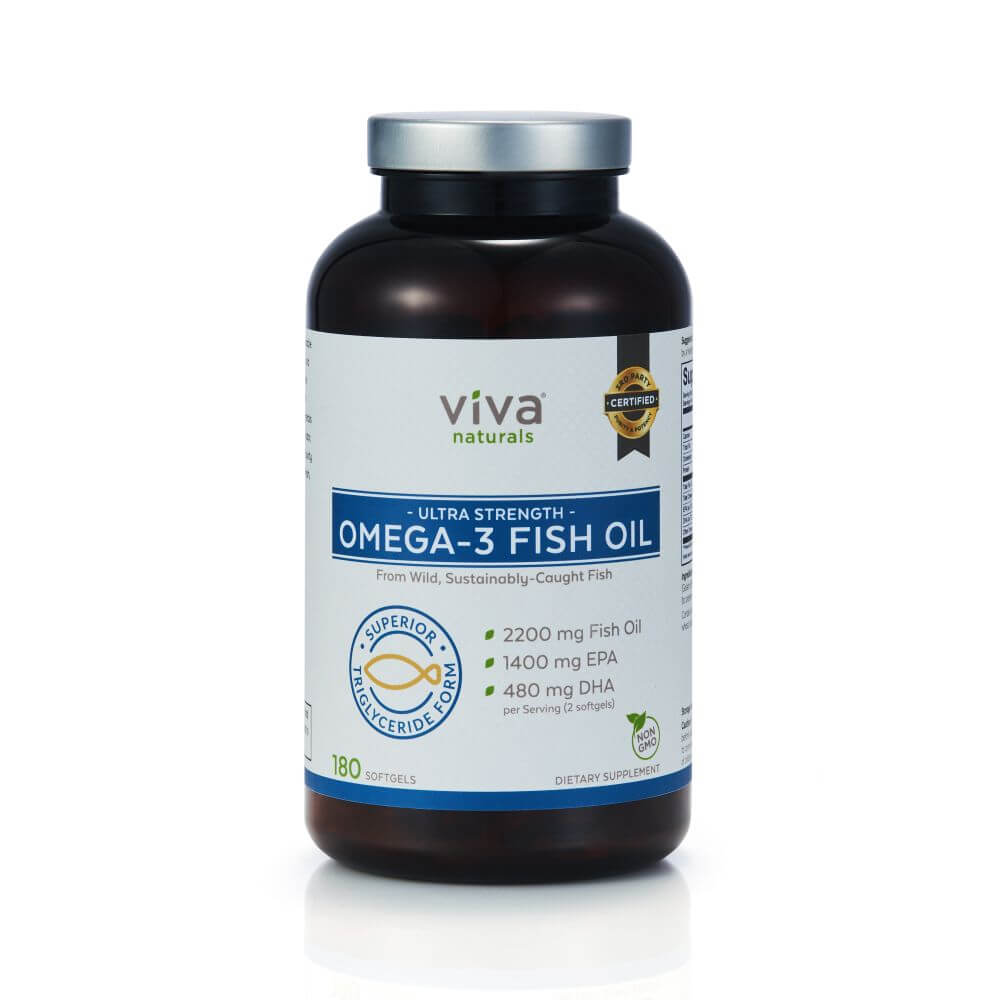 viva®
naturals
3RD PARTY
CERTIFIED
PURITY & POTENCY
- ULTRA STRENGTH -
OMEGA-3 FISH OIL
From Wild, Sustainably-Caught Fish
SUPERIOR
TRIGLYCERIDE FORM
2200 mg Fish Oil
1400 mg EPA
480 mg DHA
per Serving (2 softgels)
NON
GMO
180 SOFTGELS
DIETARY SUPPLEMENT